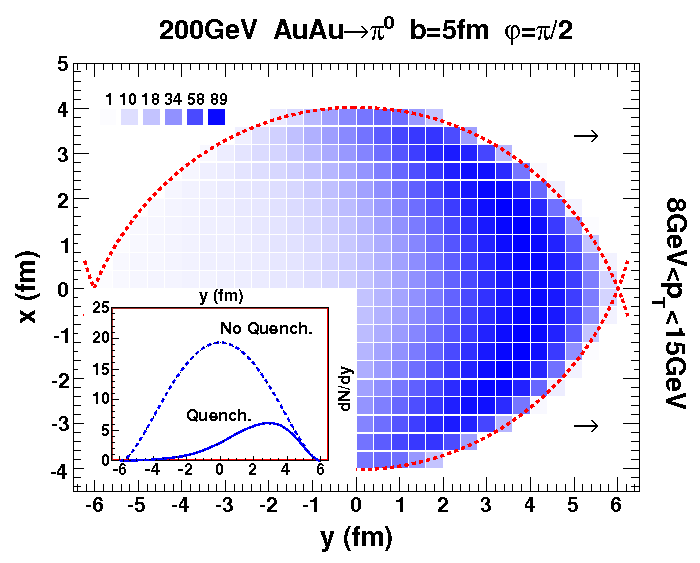 200GeV AuAu→π⁰ b=5fm φ=π/2
5
4
3
2
1
0
-1
-2
-3
-4
x (fm)
1 10 18 34 58 89
→
→
8GeV<p_T<15GeV
y (fm)
25
20
15
10
5
0
No Quench.
Quench.
dN/dy
-6 -4 -2 0 2 4 6
-6 -5 -4 -3 -2 -1 0 1 2 3 4 5 6
y (fm)